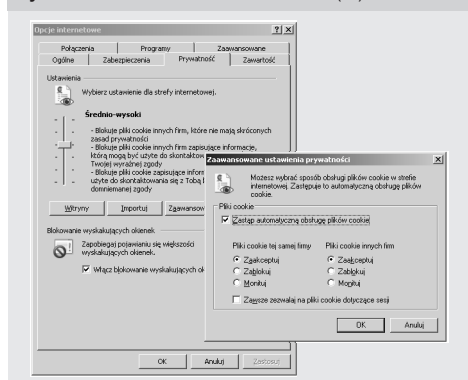 Opcje internetowe
Połączenia Programy Zaawansowane
Ogólne Zabezpieczenia Prywatność Zawartość
Ustawienia
Wybierz ustawienie dla strefy internetowej.
Średnio-wysoki
- Blokuje pliki cookie innych firm, które nie mają skróconych
zasad prywatności
- Blokuje pliki cookie innych firm zapisujące informacje,
którą mogą być użyte do skontaktow
Twojej wyraźnej zgody
- Blokuje pliki cookie zapisujące inform
użyte do skontaktowania się z Tobą
domniemanej zgody
Witryny Importuj Zaawansow
Blokowanie wyskakujących okienek
Zapobiegaj pojawianiu się większości
wyskakujących okienek.
Włącz blokowanie wyskakujących ok
OK Anuluj Zastosuj
Zaawansowane ustawienia prywatności
Możesz wybrać sposób obsługi plików cookie w strefie
internetowej. Zastępuje to automatyczną obsługę plików
cookie.
Pliki cookie
Zastąp automatyczną obsługę plików cookie
Pliki cookie tej samej firmy Pliki cookie innych firm
Zaakceptuj Zaakceptuj
Zablokuj Zablokuj
Monituj Monituj
Zawsze zezwalaj na pliki cookie dotyczące sesji
OK Anuluj